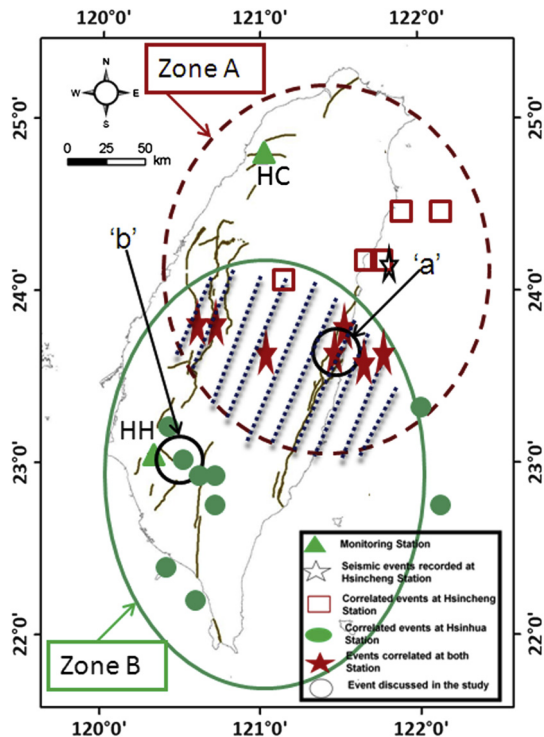 120°0' 121°0' 122°0'
Zone A
N
W E
S
25°0' 25°0'
0 25 50
km
HC
'b' 'a'
24°0' 24°0'
HH
23°0' 23°0'
Monitoring Station
Seismic events recorded at
Hsincheng Station
Correlated events at Hsincheng
Station
Correlated events at Hsinhua
Station
Events correlated at both
Station
Event discussed in the study
22°0' 22°0'
Zone B
120°0' 121°0' 122°0'